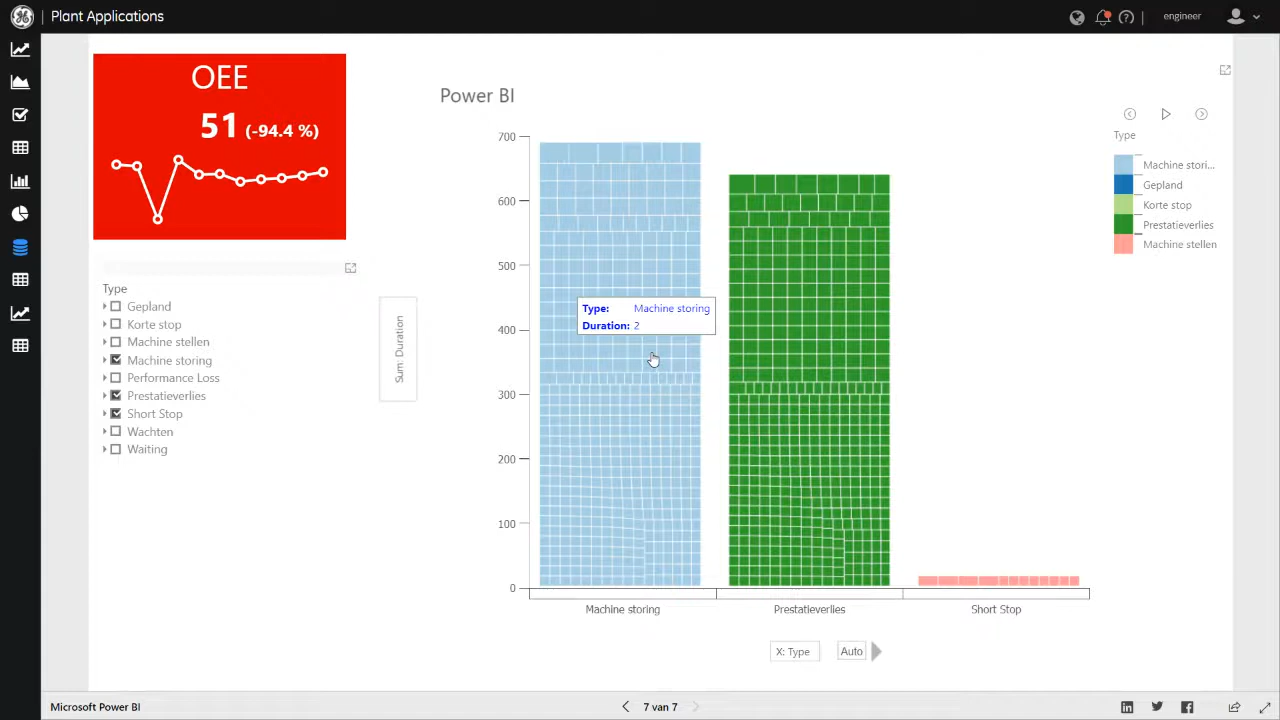 Plant Applications
engineer
OEE
51 (-94.4 %)
Power BI
Type
Machine stori...
Gepland
Korte stop
Prestatieverlies
Machine stellen
Type
Gepland
Korte stop
Machine stellen
Machine storing
Performance Loss
Prestatieverlies
Short Stop
Wachten
Waiting
Sum: Duration
700
600
500
400
300
200
100
0
Type: Machine storing
Duration: 2
Machine storing
Prestatieverlies
Short Stop
X: Type
Auto
Microsoft Power BI
7 van 7